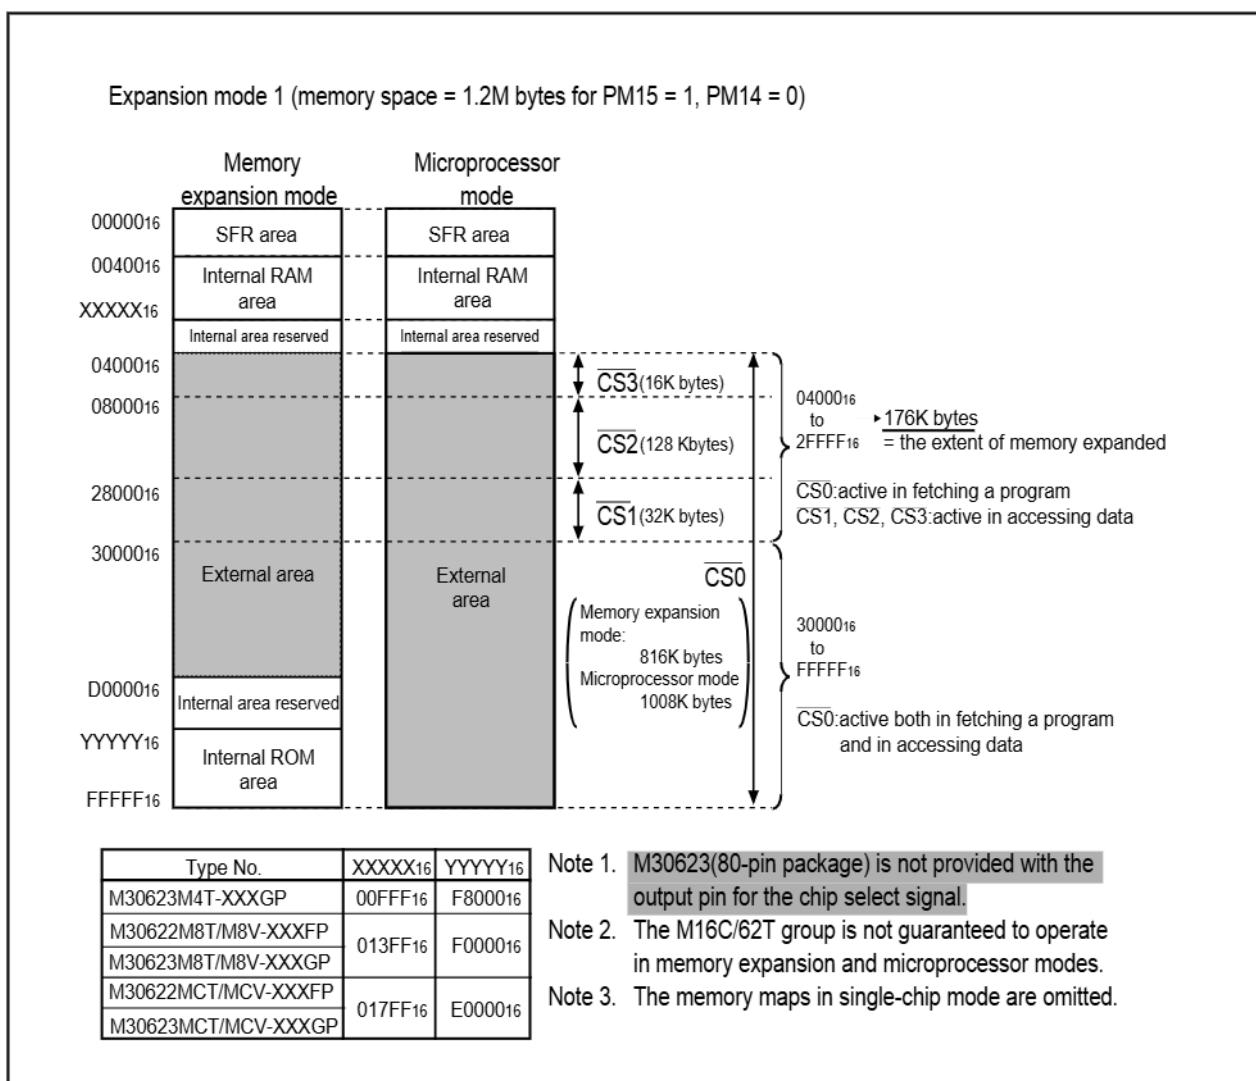 Expansion mode 1 (memory space = 1.2M bytes for PM15 = 1, PM14 = 0)
Memory
expansion mode
Microprocessor
mode
0000016
SFR area
SFR area
0040016
Internal RAM
area
Internal RAM
area
XXXXX16
Internal area reserved
Internal area reserved
0400016
CS3(16K bytes)
0800016
CS2(128 Kbytes)
2800016
CS1(32K bytes)
3000016
0400016
to
2FFFF16
176K bytes
= the extent of memory expanded
CS0:active in fetching a program
CS1, CS2, CS3:active in accessing data
External area
External
area
CS0
Memory expansion
mode:
816K bytes
Microprocessor mode
1008K bytes
3000016
to
FFFFF16
CS0:active both in fetching a program
and in accessing data
D000016
Internal area reserved
YYYYY16
Internal ROM
area
FFFFF16
Type No. XXXXX16 YYYYY16
M30623M4T-XXXGP 00FFF16 F800016
M30622M8T/M8V-XXXFP
M30623M8T/M8V-XXXGP
013FF16 F000016
M30622MCT/MCV-XXXFP
M30623MCT/MCV-XXXGP
017FF16 E000016
Note 1. M30623(80-pin package) is not provided with the
output pin for the chip select signal.
Note 2. The M16C/62T group is not guaranteed to operate
in memory expansion and microprocessor modes.
Note 3. The memory maps in single-chip mode are omitted.